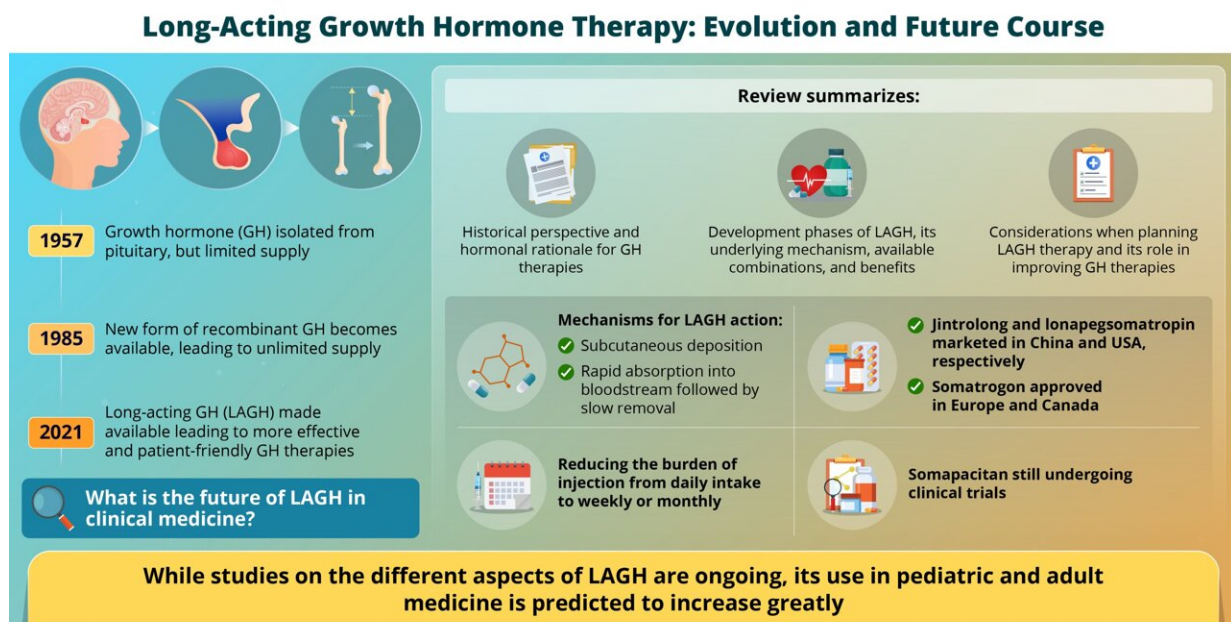 Long-Acting Growth Hormone Therapy: Evolution and Future Course
1957
Growth hormone (GH) isolated from
pituitary, but limited supply
1985
New form of recombinant GH becomes
available, leading to unlimited supply
2021
Long-acting GH (LAGH) made
available leading to more effective
and patient-friendly GH therapies
What is the future of LAGH in
clinical medicine?
Review summarizes:
Historical perspective and
hormonal rationale for GH
therapies
Development phases of LAGH, its
underlying mechanism, available
combinations, and benefits
Considerations when planning
LAGH therapy and its role in
improving GH therapies
Mechanisms for LAGH action:
Subcutaneous deposition
Rapid absorption into
bloodstream followed by
slow removal
Jintrolong and lonapegsomatropin
marketed in China and USA,
respectively
Somatrogon approved
in Europe and Canada
Reducing the burden of
injection from daily intake
to weekly or monthly
Somapacitan still undergoing
clinical trials
While studies on the different aspects of LAGH are ongoing, its use in pediatric and adult
medicine is predicted to increase greatly